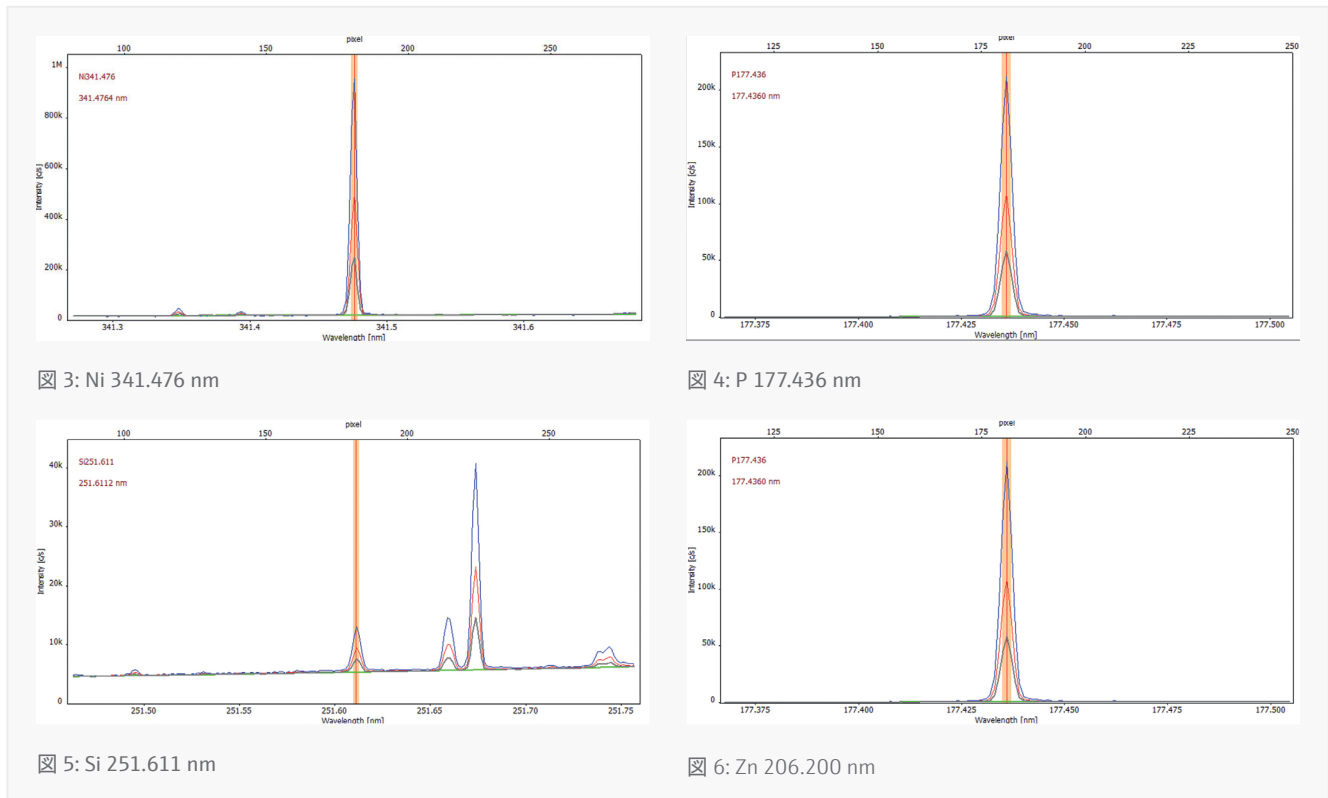 pixel
100 150 200 250
1M
800k
600k
400k
200k
0
Intensity [c/s]
Ni341.476
341.4764 nm
341.3 341.4 341.5 341.6
Wavelength [nm]
図 3: Ni 341.476 nm
pixel
125 150 175 200 225 250
200k
150k
100k
50k
0
Intensity [c/s]
P177.436
177.4360 nm
177.375 177.400 177.425 177.450 177.475 177.500
Wavelength [nm]
図 4: P 177.436 nm
pixel
100 150 200 250
40k
30k
20k
10k
0
Intensity [c/s]
Si251.611
251.6112 nm
251.50 251.55 251.60 251.65 251.70 251.75
Wavelength [nm]
図 5: Si 251.611 nm
pixel
125 150 175 200 225 250
200k
150k
100k
50k
0
Intensity [c/s]
P177.436
177.4360 nm
177.375 177.400 177.425 177.450 177.475 177.500
Wavelength [nm]
図 6: Zn 206.200 nm